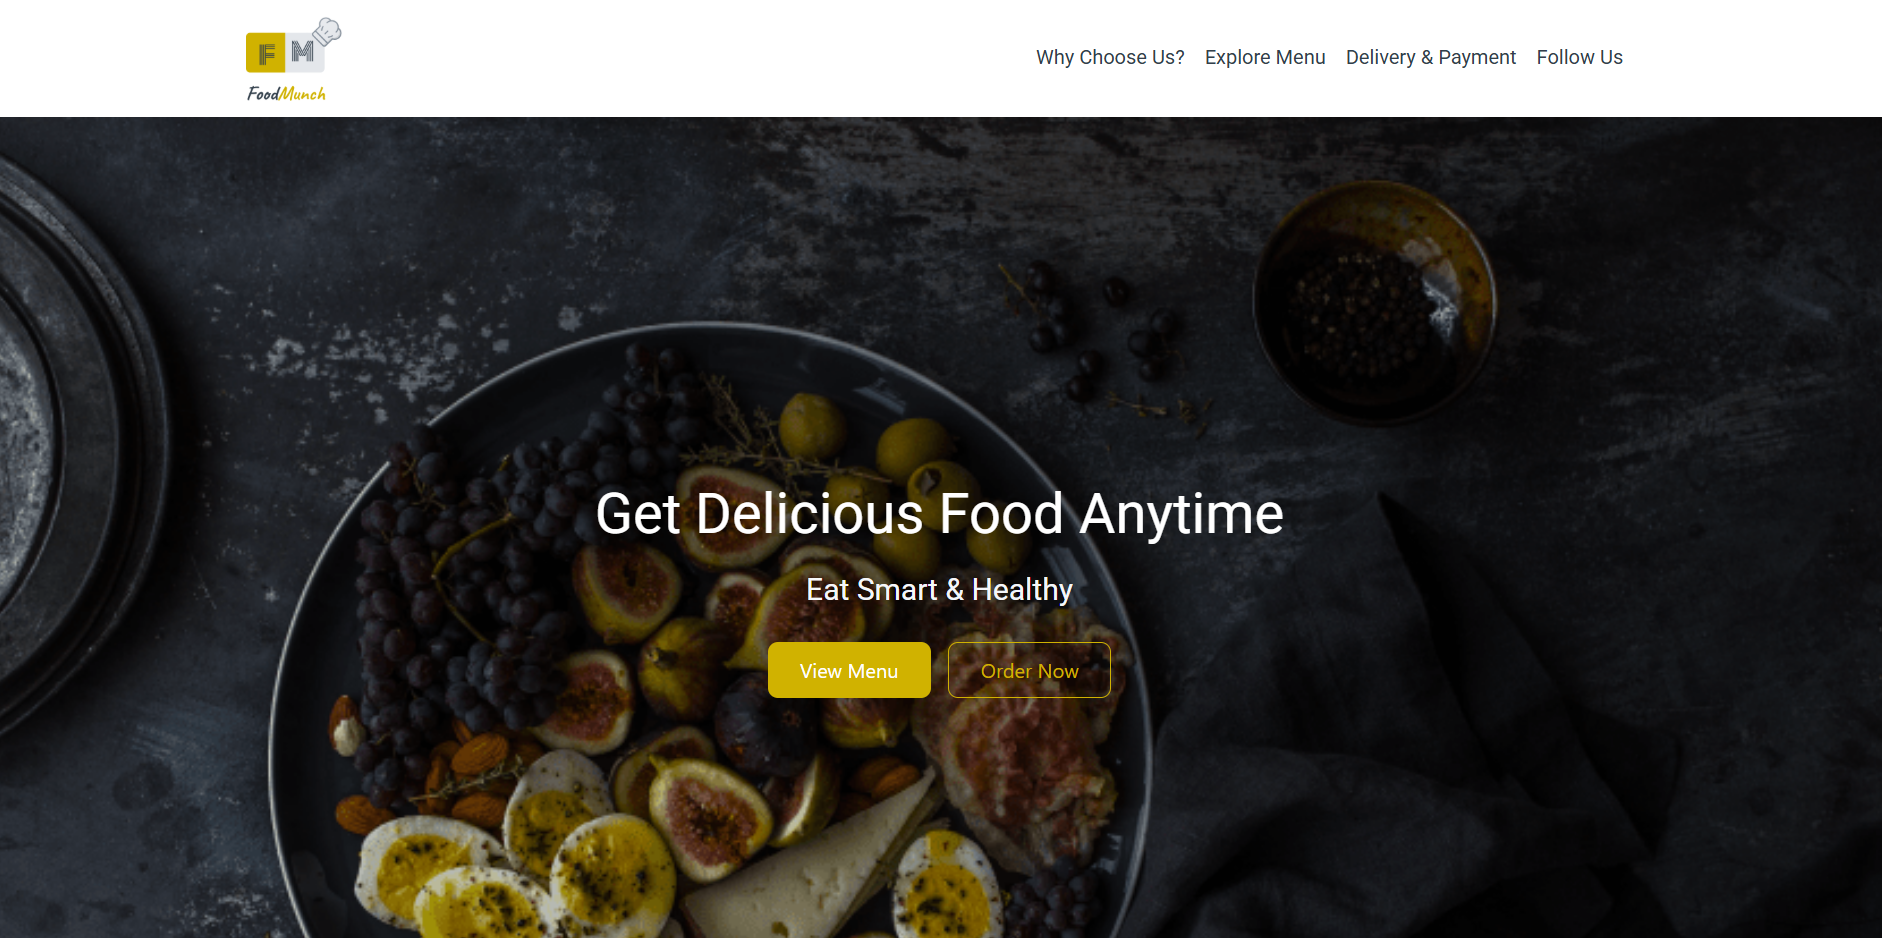 FM
FoodMunch
Why Choose Us? Explore Menu Delivery & Payment Follow Us
Get Delicious Food Anytime
Eat Smart & Healthy
View Menu Order Now